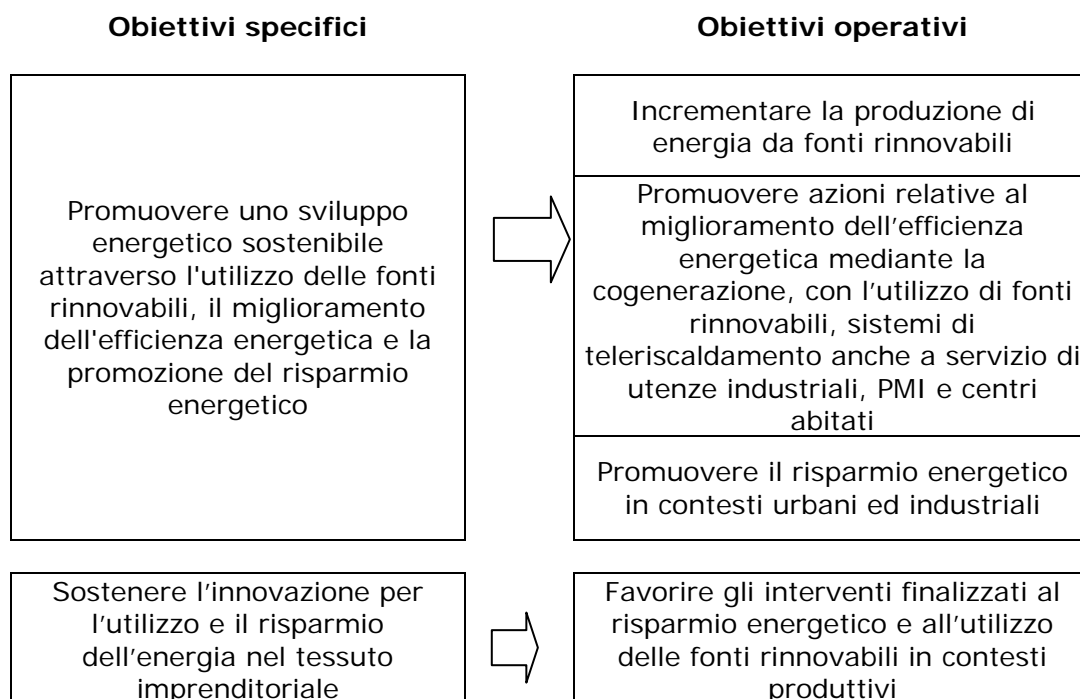 Obiettivi specifici
Obiettivi operativi
Promuovere uno sviluppo
energetico sostenibile
attraverso l'utilizzo delle fonti
rinnovabili, il miglioramento
dell'efficienza energetica e la
promozione del risparmio
energetico
Incrementare la produzione di
energia da fonti rinnovabili
Promuovere azioni relative al
miglioramento dell’efficienza
energetica mediante la
cogenerazione, con l’utilizzo di fonti
rinnovabili, sistemi di
teleriscaldamento anche a servizio di
utenze industriali, PMI e centri
abitati
Promuovere il risparmio energetico
in contesti urbani ed industriali
Sostenere l’innovazione per
l’utilizzo e il risparmio
dell’energia nel tessuto
imprenditoriale
Favorire gli interventi finalizzati al
risparmio energetico e all’utilizzo
delle fonti rinnovabili in contesti
produttivi